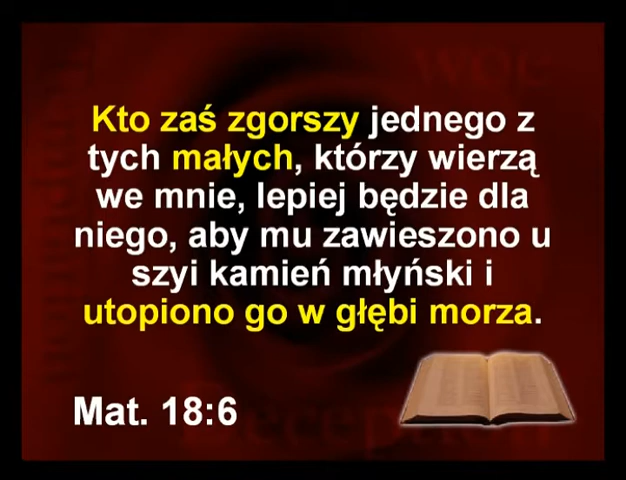 Kto zaś zgorszy jednego z
tych małych, którzy wierzą
we mnie, lepiej będzie dla
niego, aby mu zawieszono u
szyi kamień młyński i
utopiono go w głębi morza.
Mat. 18:6